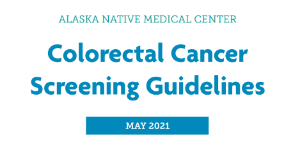 ALASKA NATIVE MEDICAL CENTER
Colorectal Cancer
Screening Guidelines
MAY 2021